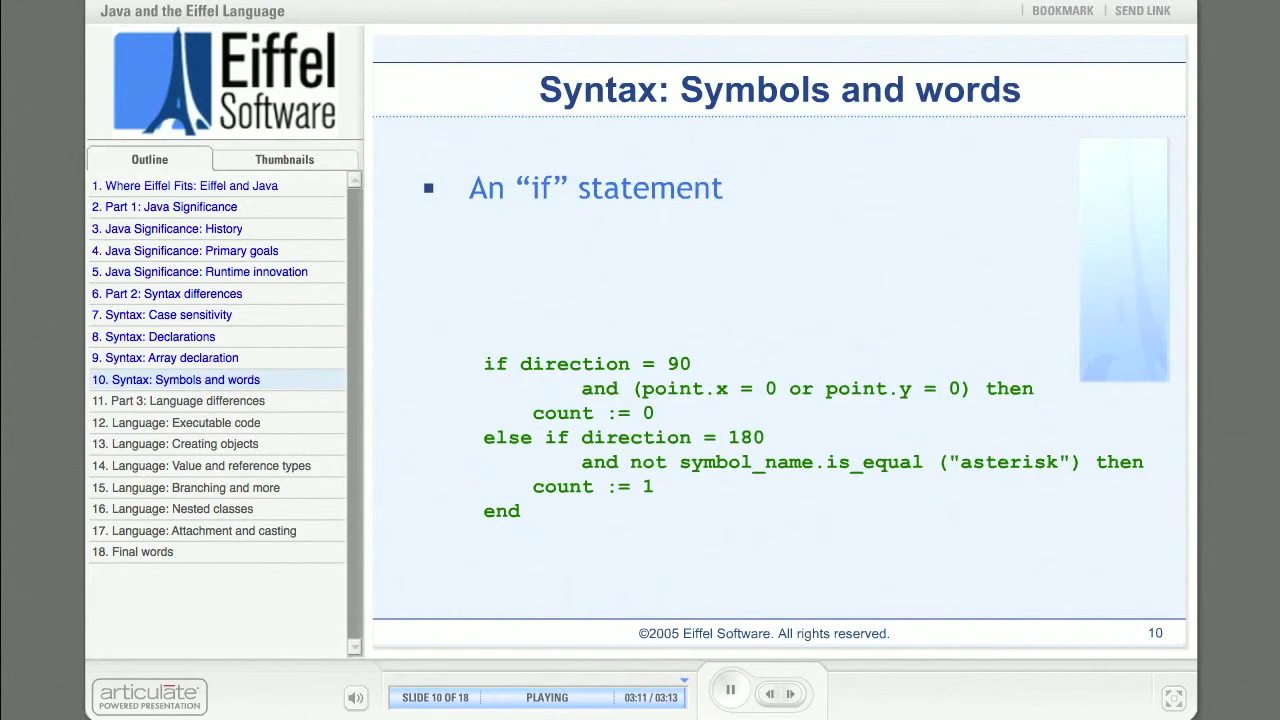 Java and the Eiffel Language
BOOKMARK
SEND LINK
Eiffel
Software
Outline
Thumbnails
1. Where Eiffel Fits: Eiffel and Java
2. Part 1: Java Significance
3. Java Significance: History
4. Java Significance: Primary goals
5. Java Significance: Runtime innovation
6. Part 2: Syntax differences
7. Syntax: Case sensitivity
8. Syntax: Declarations
9. Syntax: Array declaration
10. Syntax: Symbols and words
11. Part 3: Language differences
12. Language: Executable code
13. Language: Creating objects
14. Language: Value and reference types
15. Language: Branching and more
16. Language: Nested classes
17. Language: Attachment and casting
18. Final words
Syntax: Symbols and words
▪ An “if” statement
if direction = 90
and (point.x = 0 or point.y = 0) then
count := 0
else if direction = 180
and not symbol_name.is_equal ("asterisk") then
count := 1
end
©2005 Eiffel Software. All rights reserved.
10
articulate
POWERED PRESENTATION
SLIDE 10 OF 18
PLAYING
03:11 / 03:13